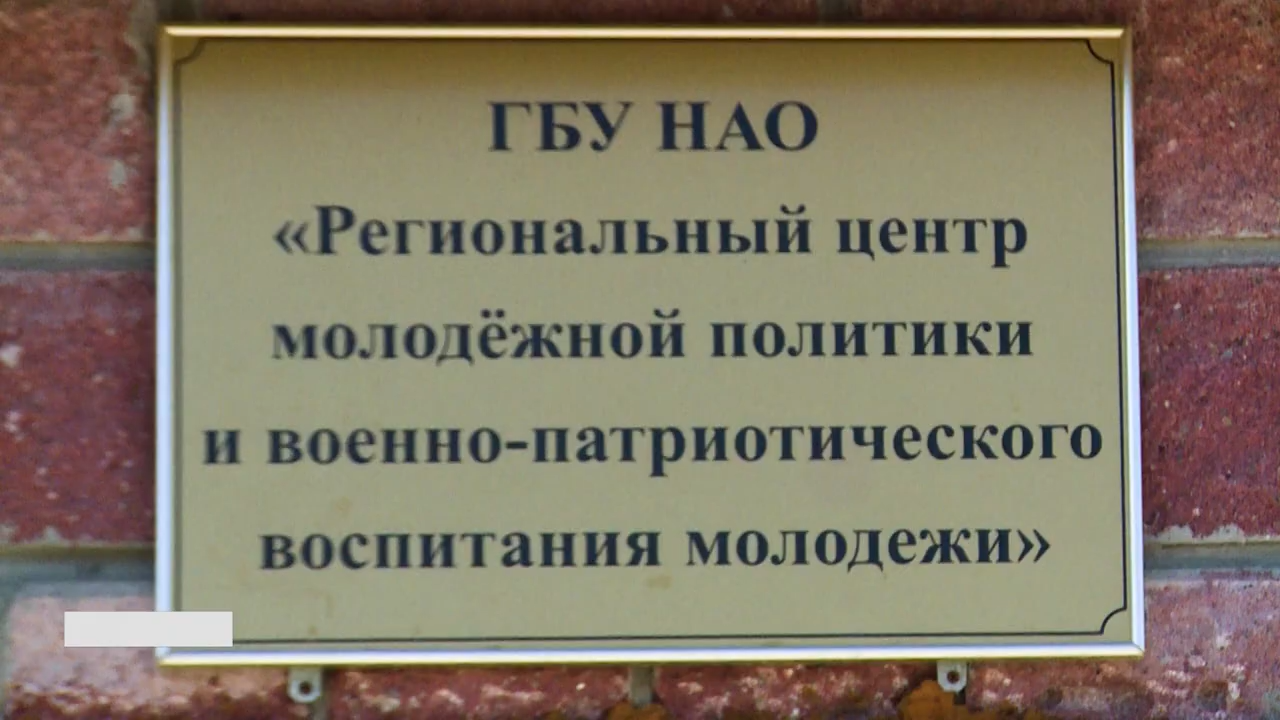 ГБУ НАО
«Региональный центр
молодёжной политики
и военно-патриотического
воспитания молодежи»